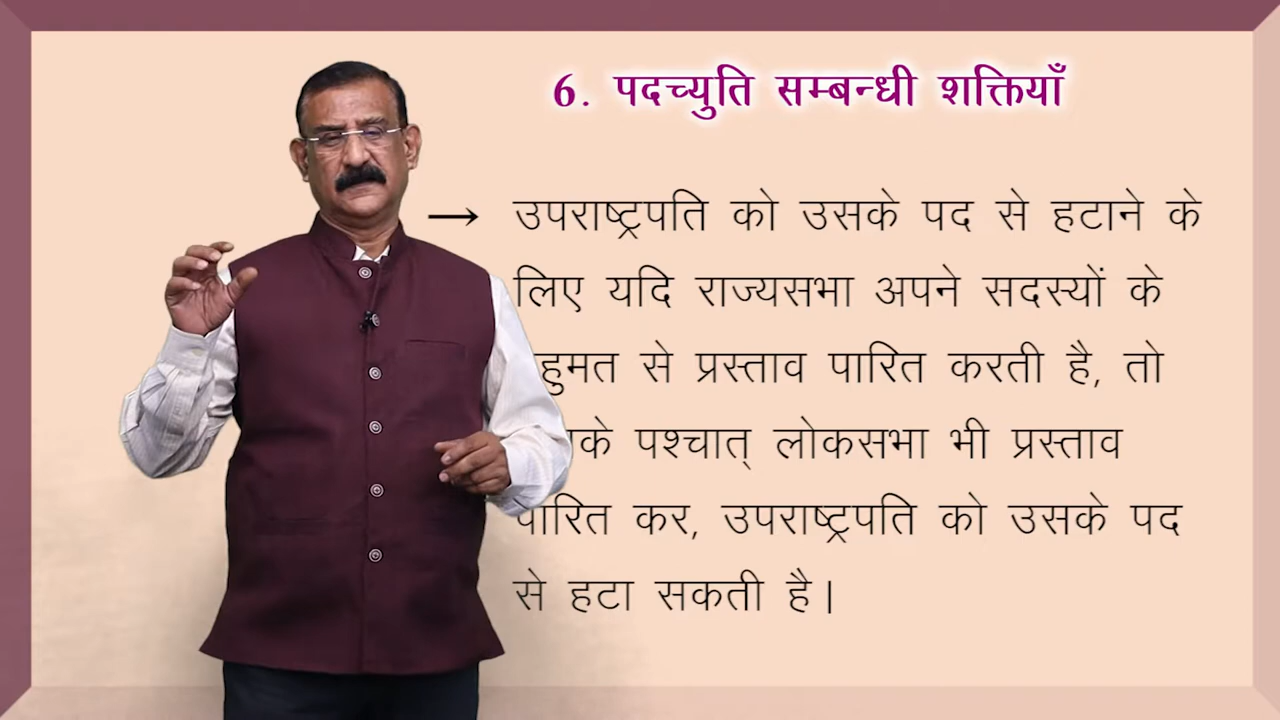 6. पदच्युति सम्बन्धी शक्तियाँ
→ उपराष्ट्रपति को उसके पद से हटाने के
लिए यदि राज्यसभा अपने सदस्यों के
से प्रस्ताव पारित करती है, तो
पश्चात् लोकसभा भी प्रस्ताव
पारित कर, उपराष्ट्रपति को उसके पद
से हटा सकती है।